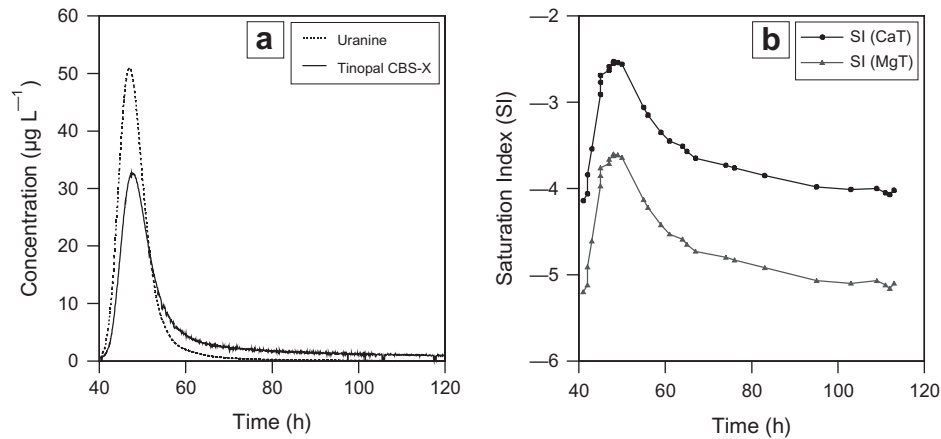 a
Uranine
Tinopal CBS-X
Concentration (µg L—1)
60
50
40
30
20
10
0
40
60
80
100
120
Time (h)
b
SI (CaT)
SI (MgT)
Saturation Index (SI)
—2
—3
—4
—5
—6
40
60
80
100
120
Time (h)